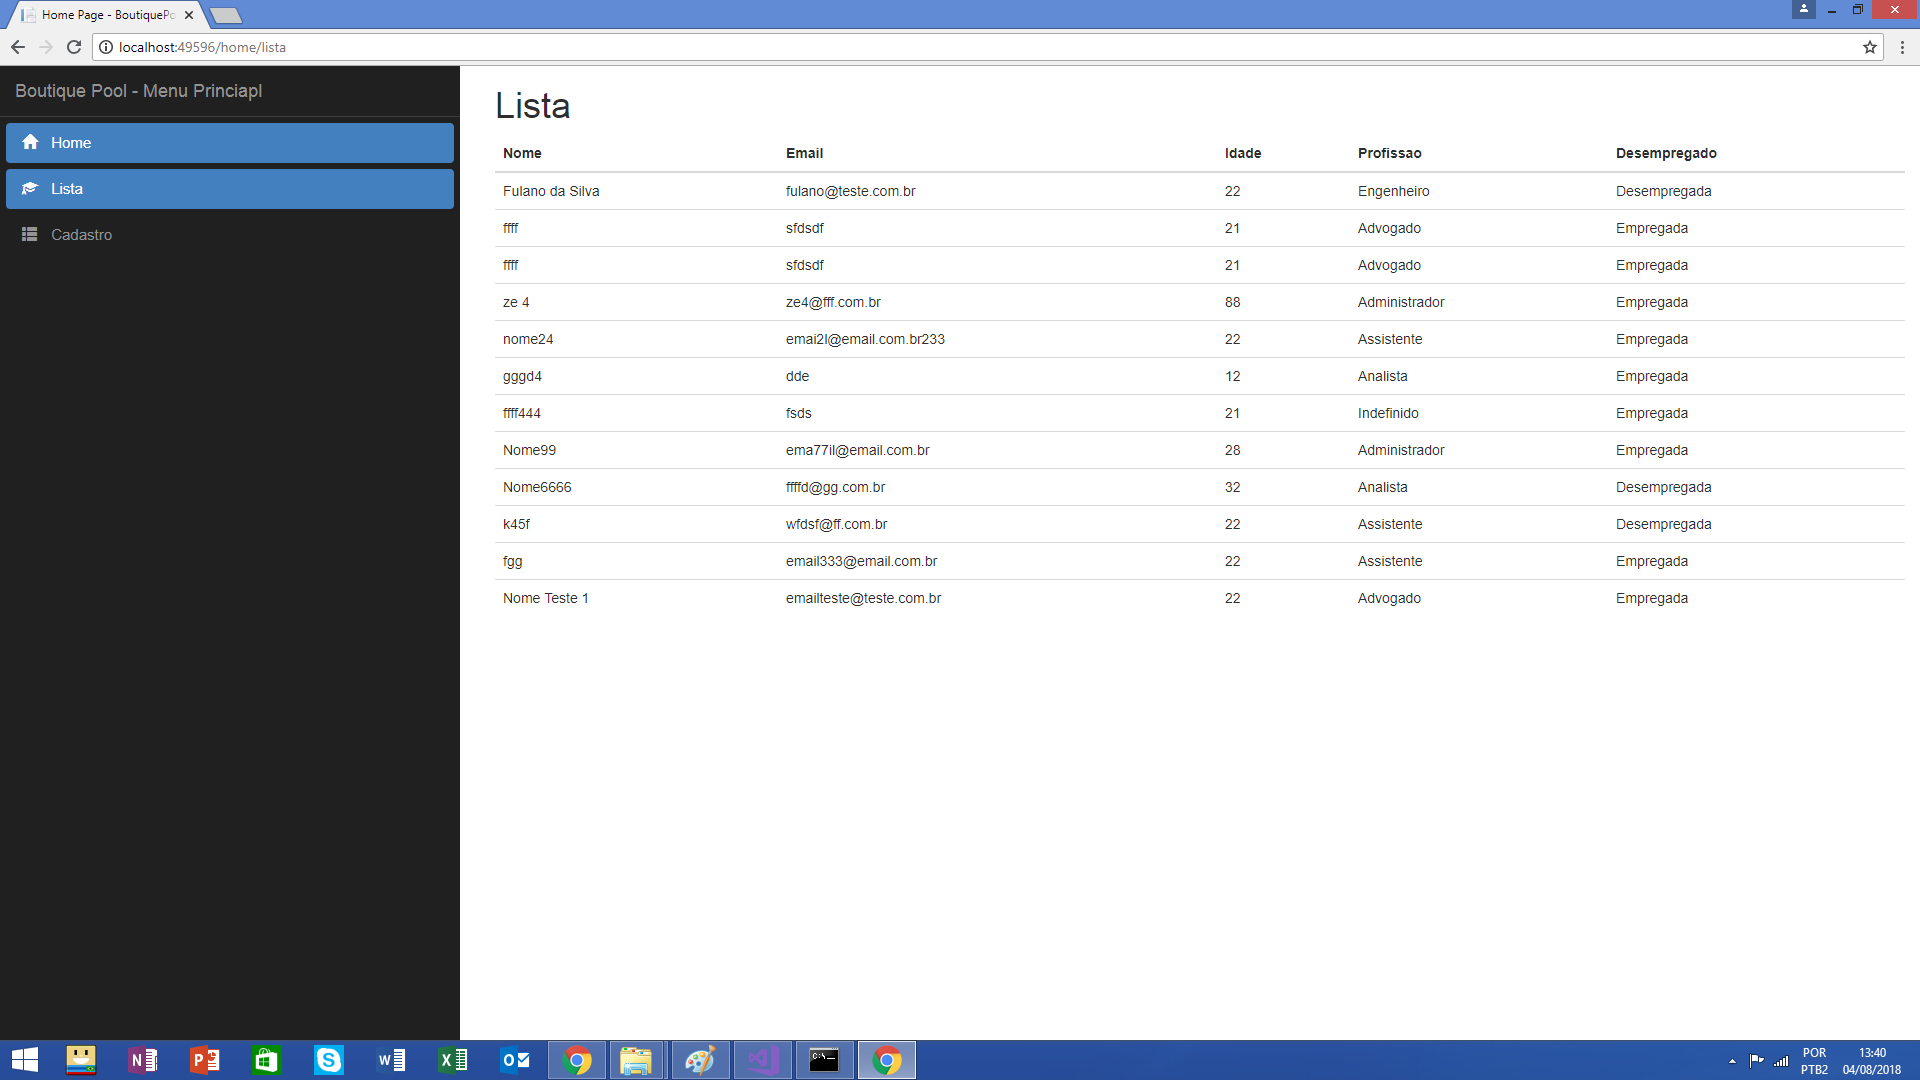 Home Page - BoutiquePo
localhost:49596/home/lista
Boutique Pool - Menu Princiapl
Home
Lista
Cadastro
Lista
Nome Email Idade Profissao Desempregado
Fulano da Silva fulano@teste.com.br 22 Engenheiro Desempregada
ffff sfdsdf 21 Advogado Empregada
ffff sfdsdf 21 Advogado Empregada
ze 4 ze4@fff.com.br 88 Administrador Empregada
nome24 emai2l@email.com.br233 22 Assistente Empregada
gggd4 dde 12 Analista Empregada
ffff444 fsds 21 Indefinido Empregada
Nome99 ema77il@email.com.br 28 Administrador Empregada
Nome6666 ffffd@gg.com.br 32 Analista Desempregada
k45f wfdsf@ff.com.br 22 Assistente Desempregada
fgg email333@email.com.br 22 Assistente Empregada
Nome Teste 1 emailteste@teste.com.br 22 Advogado Empregada
POR 13:40
PTB2 04/08/2018